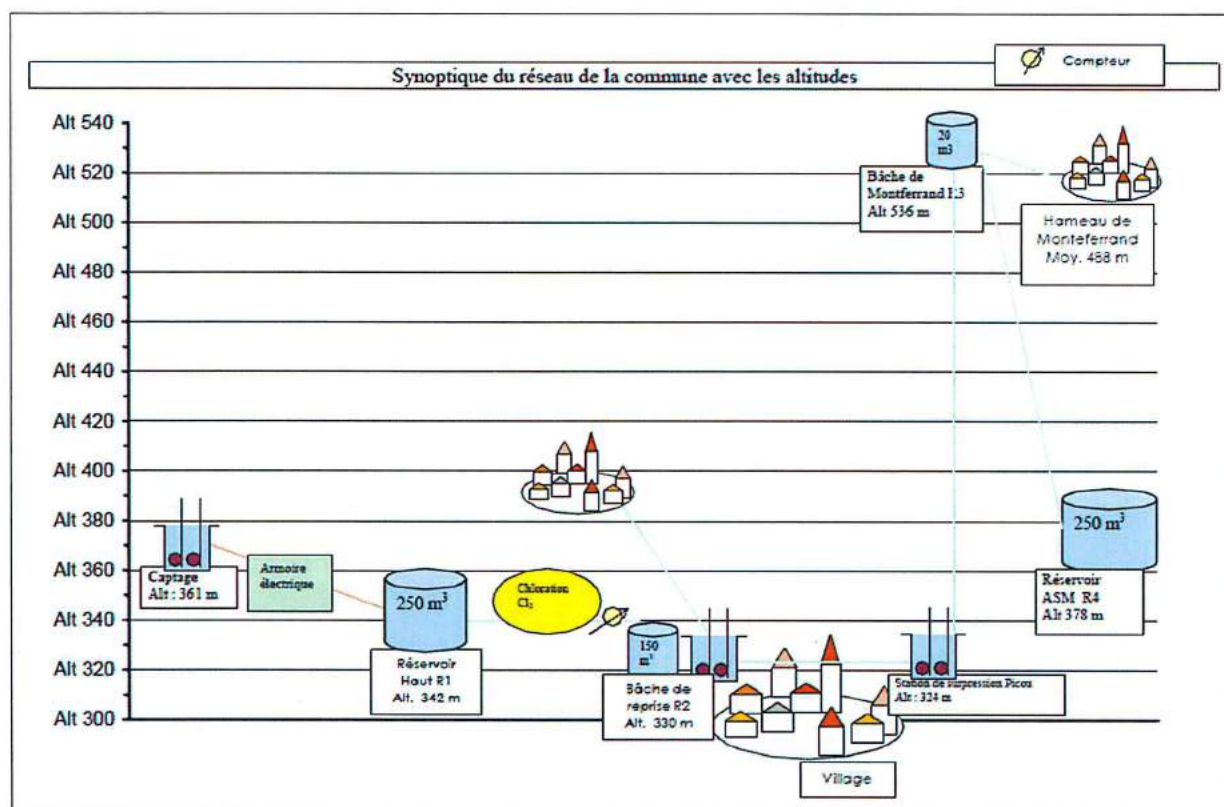 Compteur
Synoptique du réseau de la commune avec les altitudes
Alt 540
Alt 520
Alt 500
Alt 480
Alt 460
Alt 440
Alt 420
Alt 400
Alt 380
Alt 360
Alt 340
Alt 320
Alt 300
20
m3
Bâche de
Montferrand
Alt 536 m
Hameau de
Monteferrand
Moy. 488 m
Captage
Alt : 361 m
Armoire
électrique
250 m³
Réservoir
Haut R1
Alt. 342 m
Chloration
Cl₂
150
m³
Bâche de
reprise R2
Alt. 330 m
Village
Station de surpression Picou
Alt : 324 m
250 m³
Réservoir
ASM R4
Alt 378 m